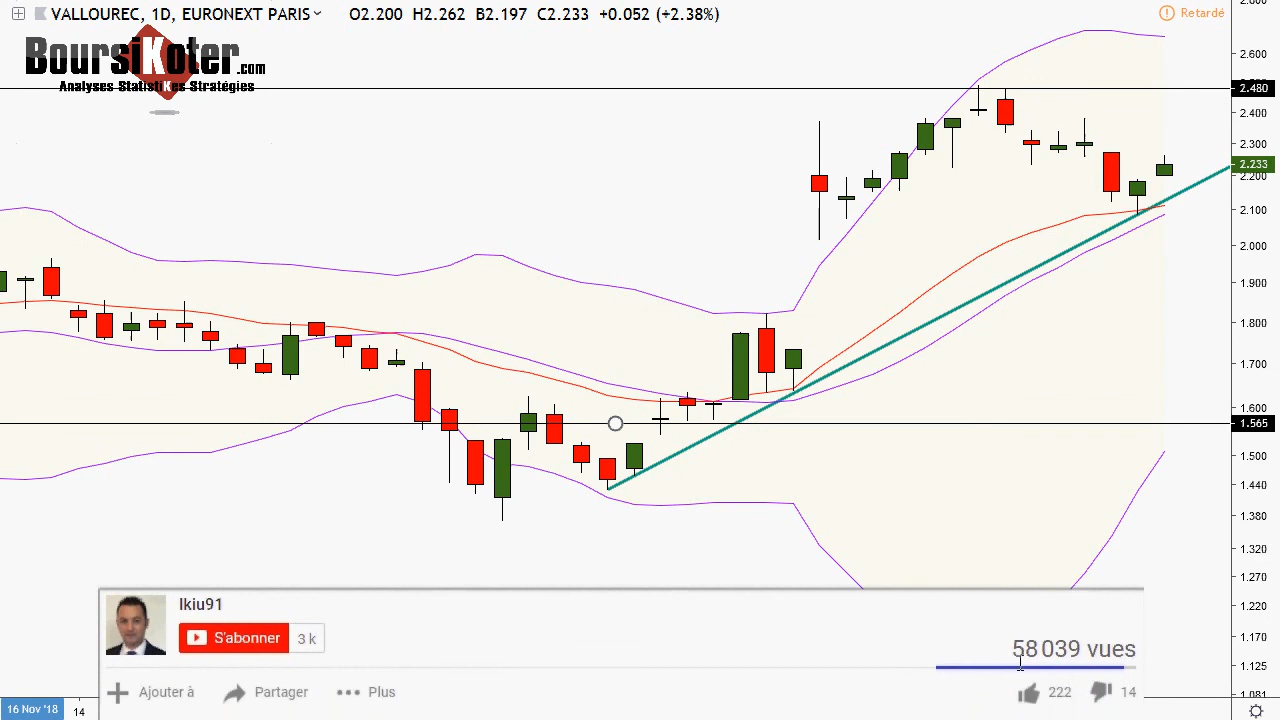 VALLOUREC, 1D, EURONEXT PARIS O2.200 H2.262 B2.197 C2.233 +0.052 (+2.38%)
Retardé
BoursiKoter.com
Analyses StatistiKes Stratégies
2.600
2.480
2.400
2.300
2.233
2.200
2.100
2.000
1.900
1.800
1.700
1.600
1.565
1.500
1.440
1.380
1.320
1.270
1.220
1.170
1.125
1.081
Ikiu91
S'abonner 3 k
58 039 vues
Ajouter à Partager Plus 222 14
16 Nov '18 14